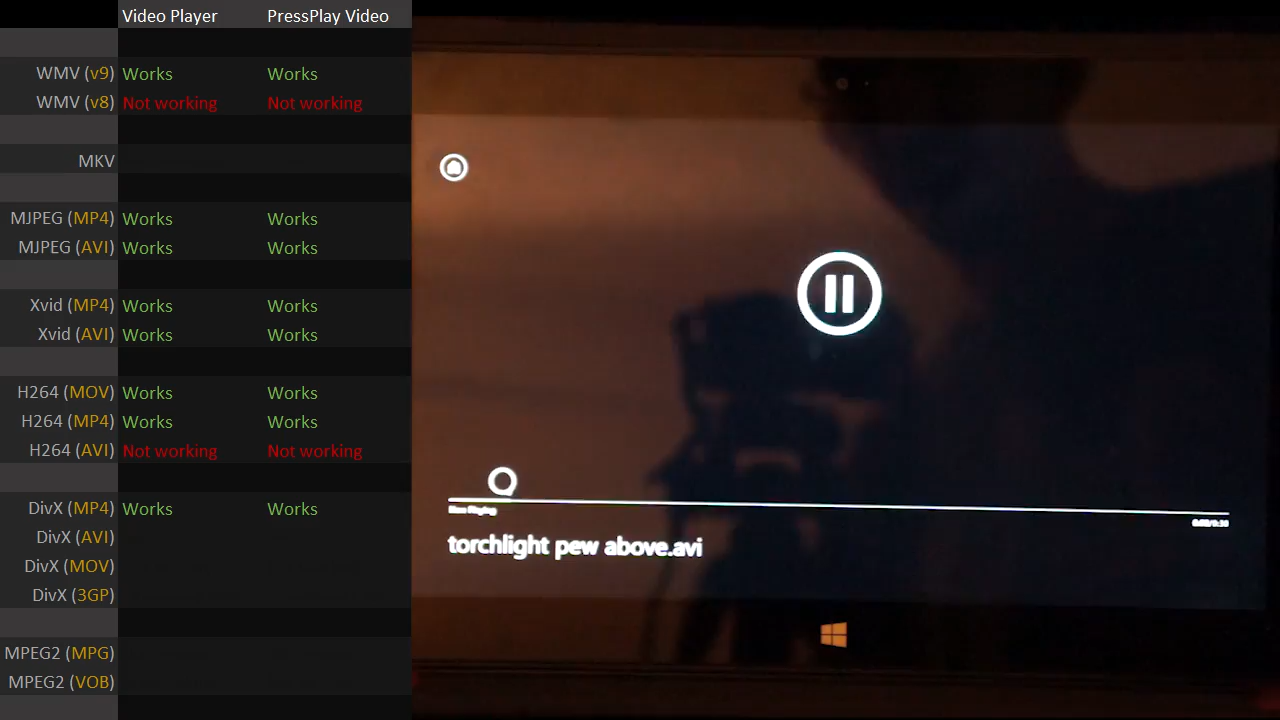 Video Player PressPlay Video
WMV (v9) Works Works
WMV (v8) Not working Not working
MKV
MJPEG (MP4) Works Works
MJPEG (AVI) Works Works
Xvid (MP4) Works Works
Xvid (AVI) Works Works
H264 (MOV) Works Works
H264 (MP4) Works Works
H264 (AVI) Not working Not working
DivX (MP4) Works Works
DivX (AVI)
DivX (MOV)
DivX (3GP)
MPEG2 (MPG)
MPEG2 (VOB)
Now Playing
torchlight pew above.avi